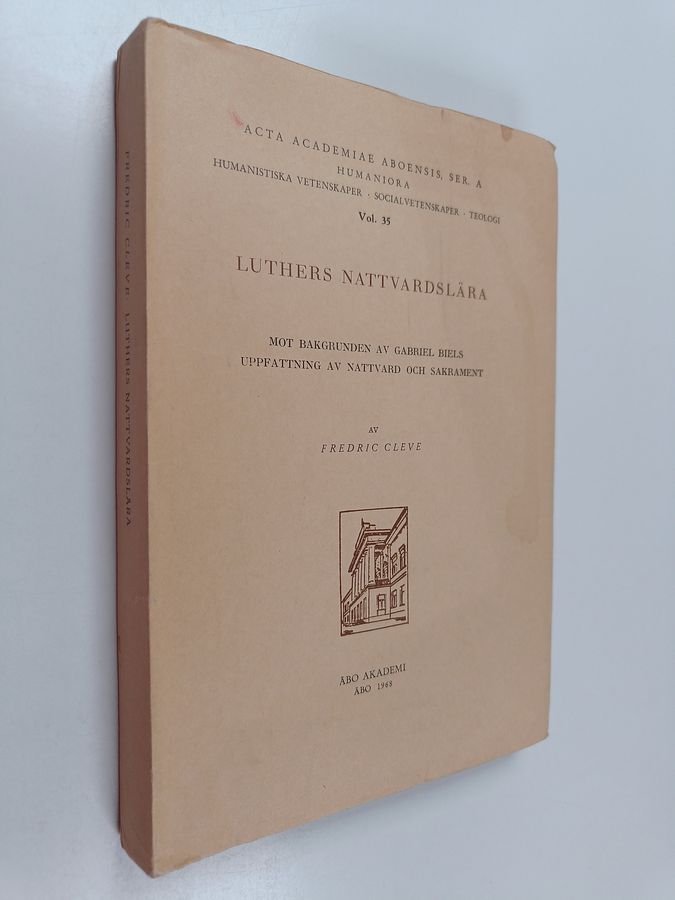 ACTA ACADEMIAE ABOENSIS, SER. A
HUMANIORA
HUMANISTISKA VETENSKAPER · SOCIALVETENSKAPER · TEOLOGI
Vol. 35
LUTHERS NATTVARDSLÄRA
MOT BAKGRUNDEN AV GABRIEL BIELS
UPPFATTNING AV NATTVARD OCH SAKRAMENT
AV
FREDRIC CLEVE
ÅBO AKADEMI
ÅBO 1968
FREDRIC CLEVE: LUTHERS NATTVARDSLÄRA